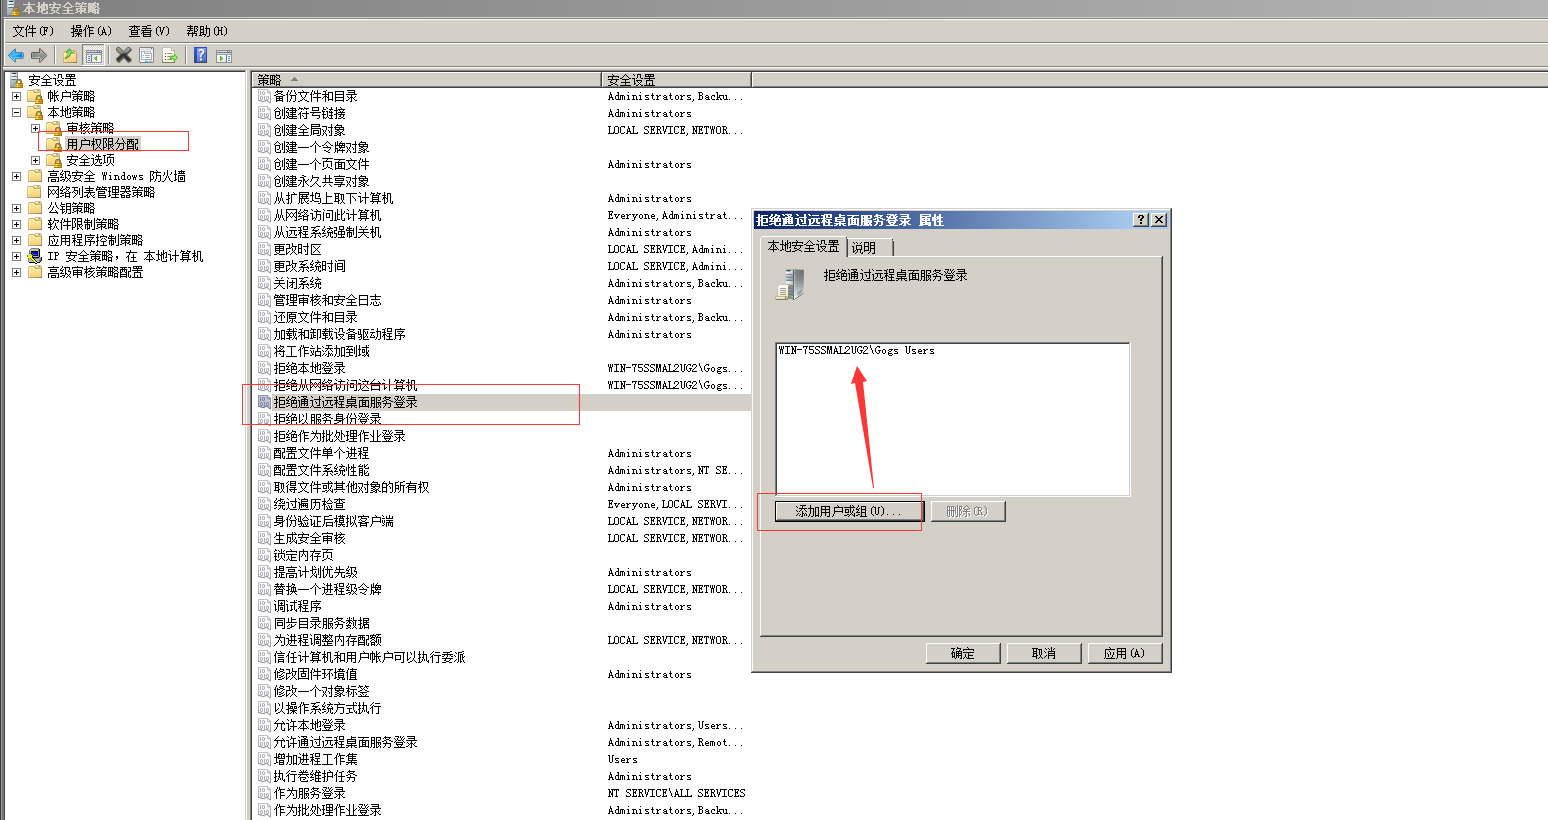 本地安全策略
文件(F) 操作(A) 查看(V) 帮助(H)
安全设置
帐户策略
本地策略
审核策略
用户权限分配
安全选项
高级安全 Windows 防火墙
网络列表管理器策略
公钥策略
软件限制策略
应用程序控制策略
IP 安全策略，在 本地计算机
高级审核策略配置
策略 安全设置
备份文件和目录 Administrators,Backu...
创建符号链接 Administrators
创建全局对象 LOCAL SERVICE,NETWOR...
创建一个令牌对象
创建一个页面文件 Administrators
创建永久共享对象
从扩展坞上取下计算机 Administrators
从网络访问此计算机 Everyone,Administrat...
从远程系统强制关机 Administrators
更改时区 LOCAL SERVICE,Admini...
更改系统时间 LOCAL SERVICE,Admini...
关闭系统 Administrators,Backu...
管理审核和安全日志 Administrators
还原文件和目录 Administrators,Backu...
加载和卸载设备驱动程序 Administrators
将工作站添加到域
拒绝本地登录 WIN-75SSMAL2UG2\Gogs...
拒绝从网络访问这台计算机 WIN-75SSMAL2UG2\Gogs...
拒绝通过远程桌面服务登录
拒绝以服务身份登录
拒绝作为批处理作业登录
配置文件单个进程 Administrators
配置文件系统性能 Administrators,NT SE...
取得文件或其他对象的所有权 Administrators
绕过遍历检查 Everyone,LOCAL SERVI...
身份验证后模拟客户端 LOCAL SERVICE,NETWOR...
生成安全审核 LOCAL SERVICE,NETWOR...
锁定内存页
提高计划优先级 Administrators
替换一个进程级令牌 LOCAL SERVICE,NETWOR...
调试程序 Administrators
同步目录服务数据
为进程调整内存配额 LOCAL SERVICE,NETWOR...
信任计算机和用户帐户可以执行委派
修改固件环境值 Administrators
修改一个对象标签
以操作系统方式执行
允许本地登录 Administrators,Users...
允许通过远程桌面服务登录 Administrators,Remot...
增加进程工作集 Users
执行卷维护任务 Administrators
作为服务登录 NT SERVICE\ALL SERVICES
作为批处理作业登录 Administrators,Backu...
拒绝通过远程桌面服务登录 属性
本地安全设置 说明
拒绝通过远程桌面服务登录
WIN-75SSMAL2UG2\Gogs Users
添加用户或组(U)... 删除(R)
确定 取消 应用(A)